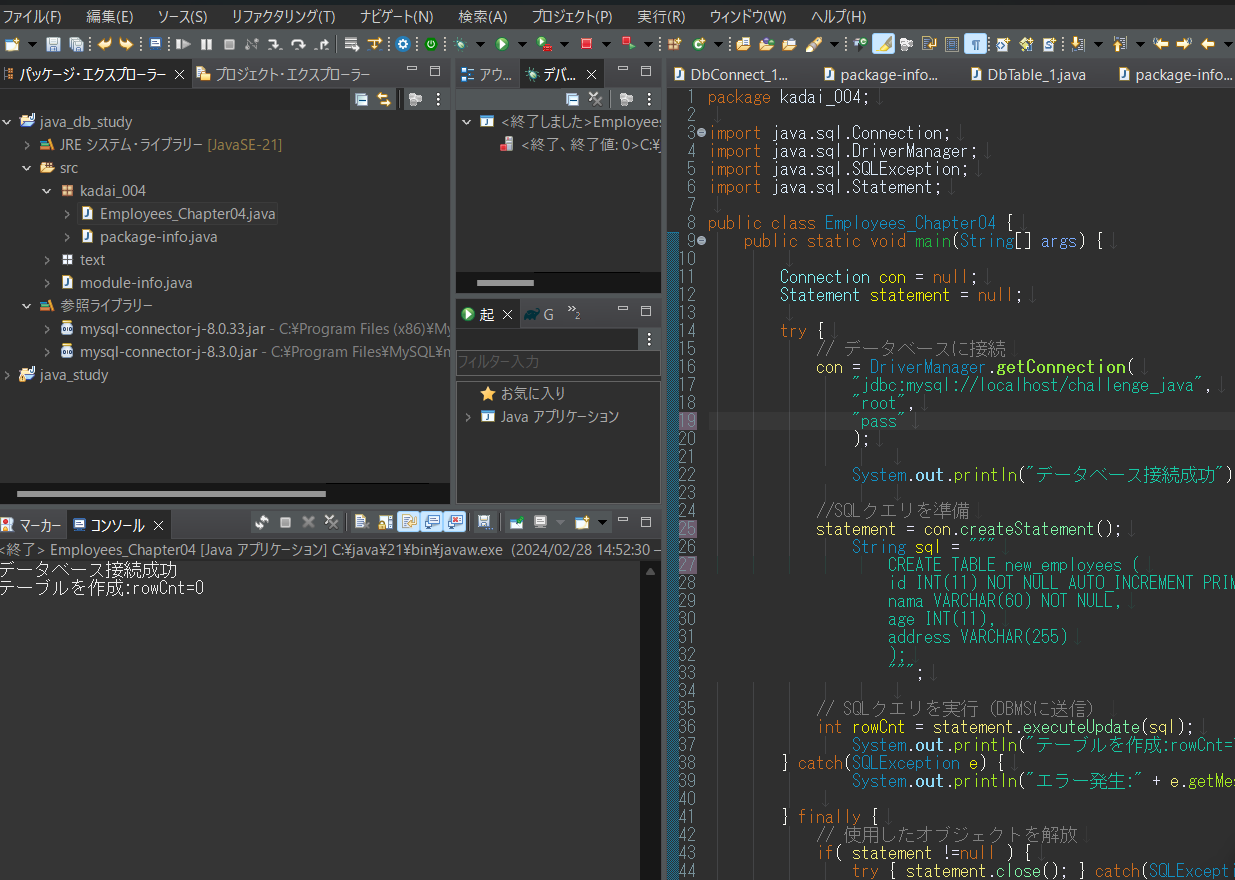 ファイル(F) 編集(E) ソース(S) リファクタリング(T) ナビゲート(N) 検索(A) プロジェクト(P) 実行(R) ウィンドウ(W) ヘルプ(H)
パッケージ・エクスプローラー プロジェクト・エクスプローラー
java_db_study
JRE システム・ライブラリー [JavaSE-21]
src
kadai_004
Employees_Chapter04.java
package-info.java
text
module-info.java
参照ライブラリー
mysql-connector-j-8.0.33.jar - C:¥Program Files (x86)¥My
mysql-connector-j-8.3.0.jar - C:¥Program Files¥MySQL¥
java_study
アウ... デバ...
<終了しました>Employees
<終了、終了値: 0>C:¥
起 G »2
フィルター入力
お気に入り
Java アプリケーション
マーカー コンソール
<終了> Employees_Chapter04 [Java アプリケーション] C:¥java¥21¥bin¥javaw.exe (2024/02/28 14:52:30 –
データベース接続成功
テーブルを作成:rowCnt=0
DbConnect_1... package-info... DbTable_1.java package-info...
1 package kadai_004;
2
3 import java.sql.Connection;
4 import java.sql.DriverManager;
5 import java.sql.SQLException;
6 import java.sql.Statement;
7
8 public class Employees_Chapter04 {
9 public static void main(String[] args) {
10
11 Connection con = null;
12 Statement statement = null;
13
14 try {
15 // データベースに接続
16 con = DriverManager.getConnection(
17 "jdbc:mysql://localhost/challenge_java",
18 "root",
19 "pass"
20 );
21
22 System.out.println("データベース接続成功")
23
24 //SQLクエリを準備
25 statement = con.createStatement();
26 String sql = """
27 CREATE TABLE new_employees (
28 id INT(11) NOT NULL AUTO_INCREMENT PRIM
29 nama VARCHAR(60) NOT NULL,
30 age INT(11),
31 address VARCHAR(255)
32 );
33 """;
34
35 // SQLクエリを実行（DBMSに送信）
36 int rowCnt = statement.executeUpdate(sql);
37 System.out.println("テーブルを作成:rowCnt=
38 } catch(SQLException e) {
39 System.out.println("エラー発生:" + e.getMes
40
41 } finally {
42 // 使用したオブジェクトを解放
43 if( statement !=null ) {
44 try { statement.close(); } catch(SQLExcepti